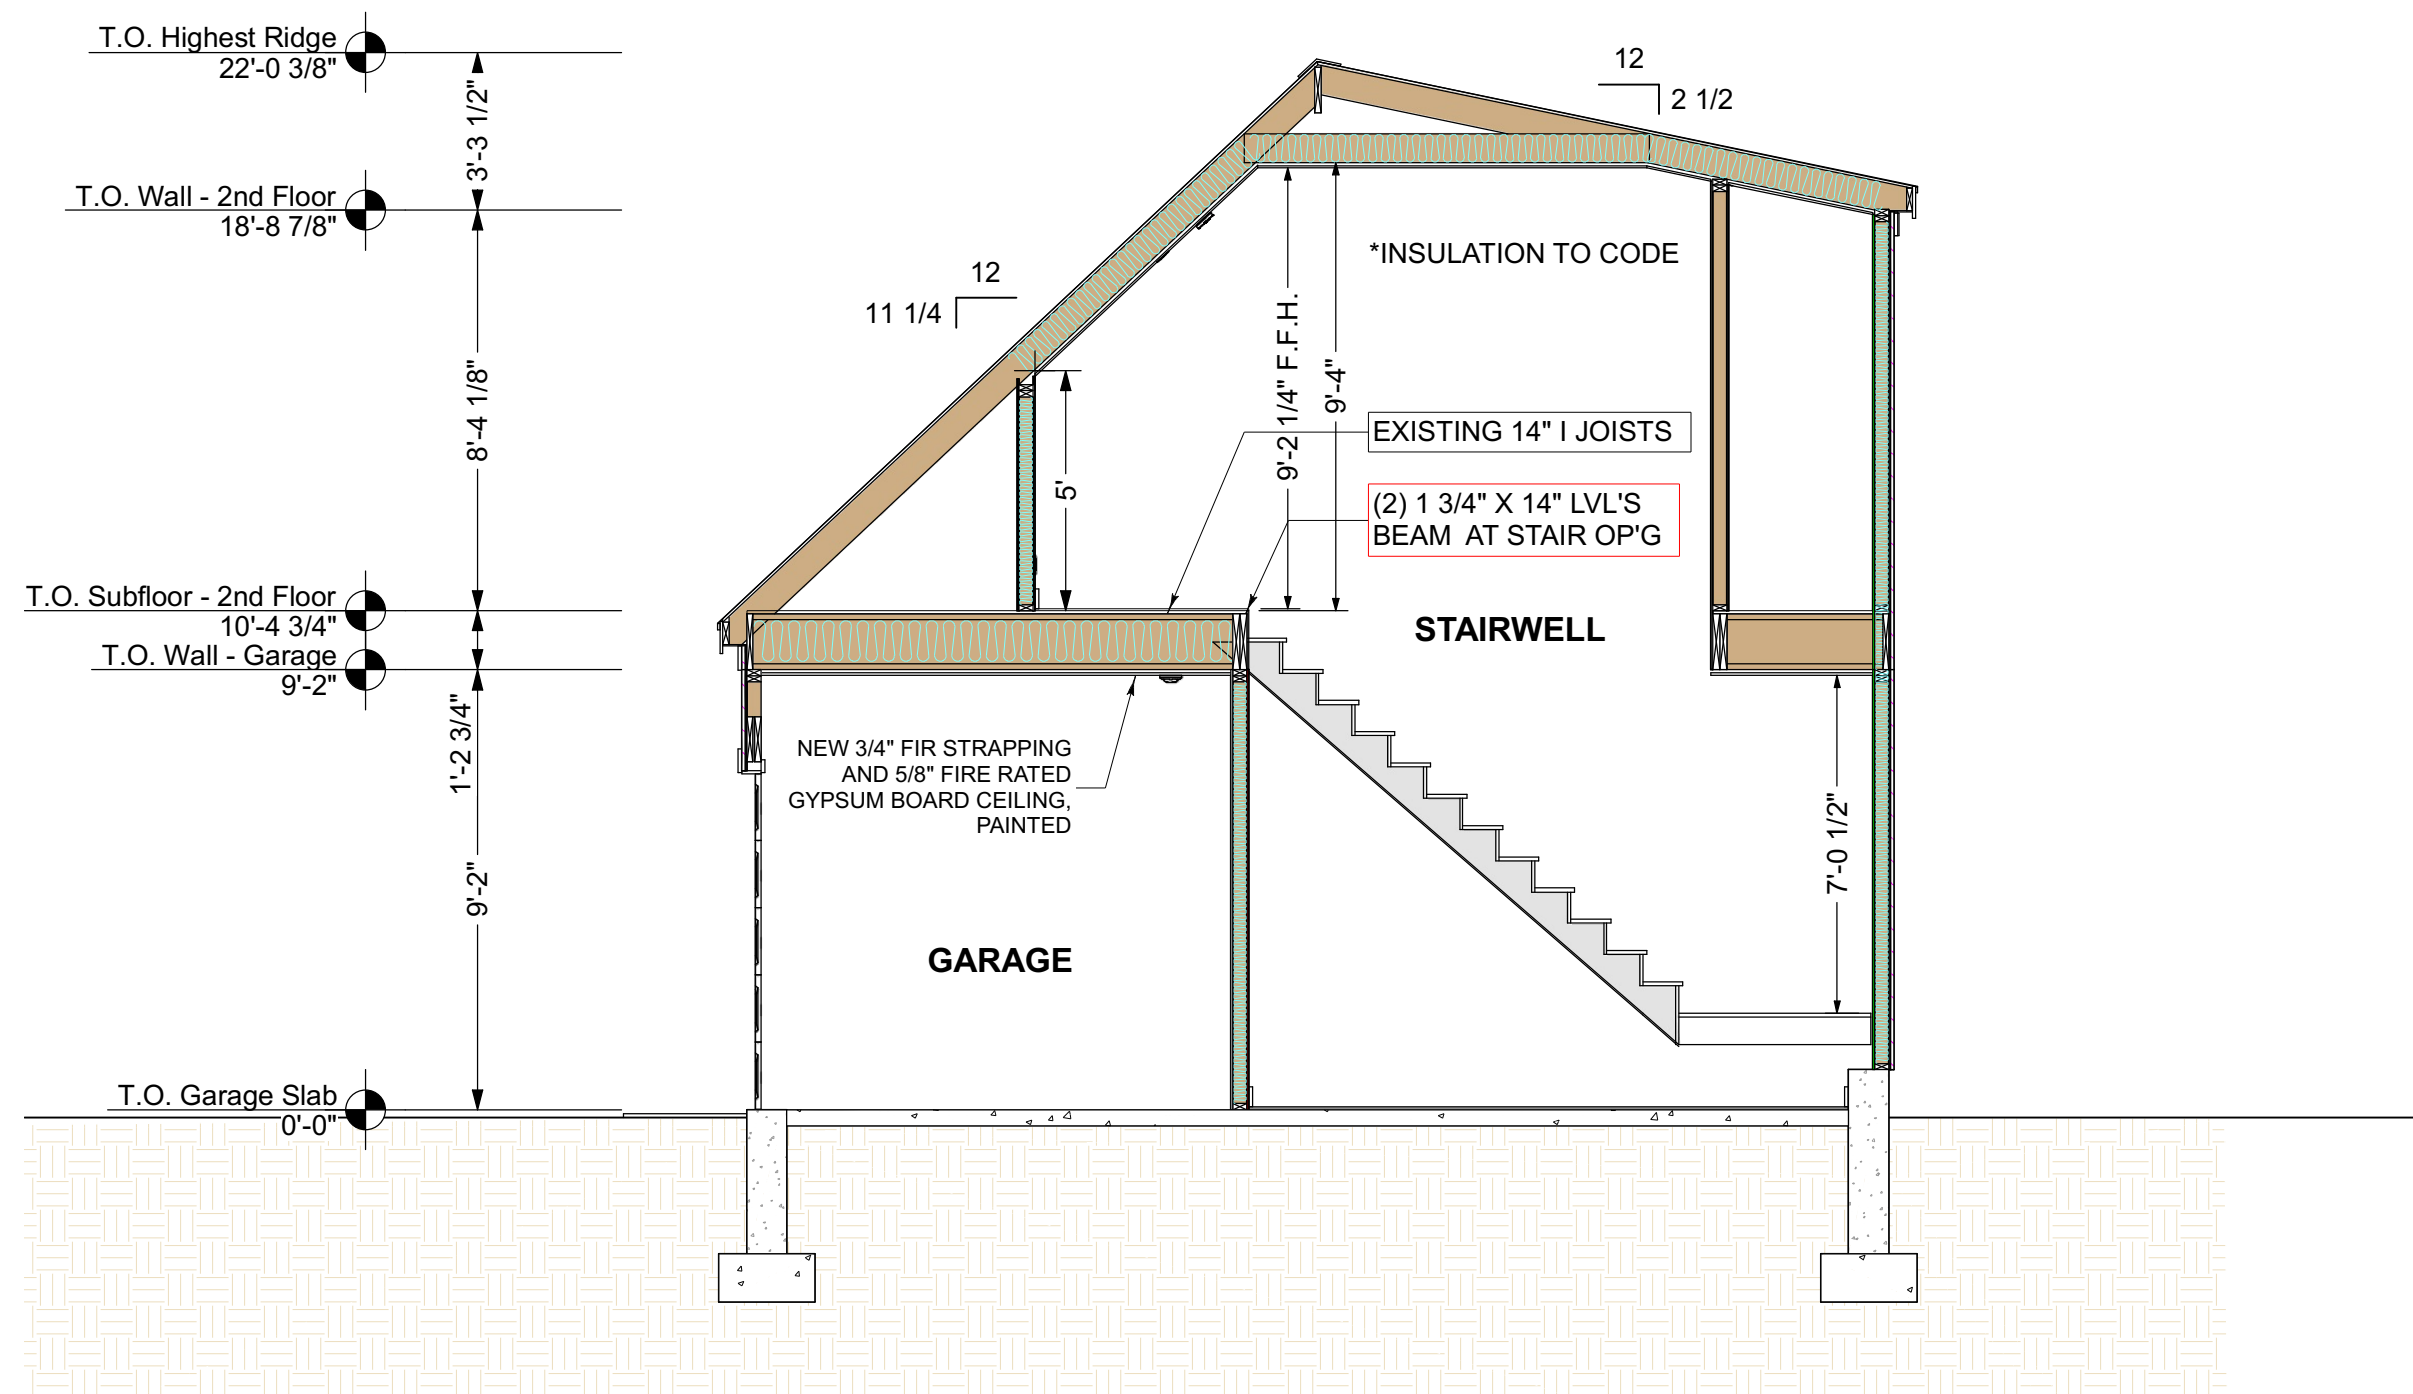 T.O. Highest Ridge
22'-0 3/8"
3'-3 1/2"
T.O. Wall - 2nd Floor
18'-8 7/8"
8'-4 1/8"
T.O. Subfloor - 2nd Floor
10'-4 3/4"
T.O. Wall - Garage
9'-2"
1'-2 3/4"
9'-2"
T.O. Garage Slab
0'-0"
12
2 1/2
12
11 1/4
*INSULATION TO CODE
9'-2 1/4" F.F.H.
9'-4"
5'
EXISTING 14" I JOISTS
(2) 1 3/4" X 14" LVL'S
BEAM AT STAIR OP'G
STAIRWELL
NEW 3/4" FIR STRAPPING
AND 5/8" FIRE RATED
GYPSUM BOARD CEILING,
PAINTED
GARAGE
7'-0 1/2"